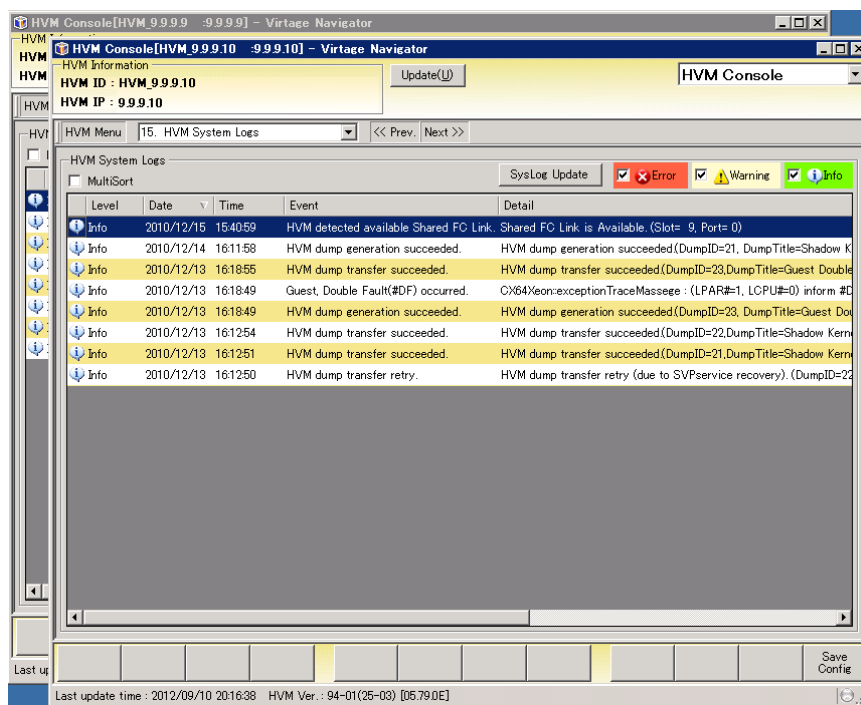 HVM Console[HVM_9.9.9.9 :9.9.9.9] - Virtage Navigator
HVM
HVM
HVM
HVM
HVM Console[HVM_9.9.9.10 :9.9.9.10] - Virtage Navigator
HVM Information
HVM ID : HVM_9.9.9.10
HVM IP : 9.9.9.10
Update(U)
HVM Console
HVM Menu 15. HVM System Logs << Prev. Next >>
HVM System Logs
MultiSort
SysLog Update Error Warning Info
Level Date Time Event Detail
Info 2010/12/15 15:40:59 HVM detected available Shared FC Link. Shared FC Link is Available. (Slot= 9, Port= 0)
Info 2010/12/14 16:11:58 HVM dump generation succeeded. HVM dump generation succeeded.(DumpID=21, DumpTitle=Shadow K
Info 2010/12/13 16:18:55 HVM dump transfer succeeded. HVM dump transfer succeeded.(DumpID=23,DumpTitle=Guest Double
Info 2010/12/13 16:18:49 Guest, Double Fault(#DF) occurred. CX64Xeon::exceptionTraceMassege : (LPAR#=1, LCPU#=0) inform #D
Info 2010/12/13 16:18:49 HVM dump generation succeeded. HVM dump generation succeeded.(DumpID=23, DumpTitle=Guest Dou
Info 2010/12/13 16:12:54 HVM dump transfer succeeded. HVM dump transfer succeeded.(DumpID=22,DumpTitle=Shadow Kerne
Info 2010/12/13 16:12:51 HVM dump transfer succeeded. HVM dump transfer succeeded.(DumpID=21,DumpTitle=Shadow Kerne
Info 2010/12/13 16:12:50 HVM dump transfer retry. HVM dump transfer retry (due to SVPservice recovery). (DumpID=22
Save
Config
Last up
Last update time : 2012/09/10 20:16:38 HVM Ver. : 94-01(25-03) [05.79.0E]